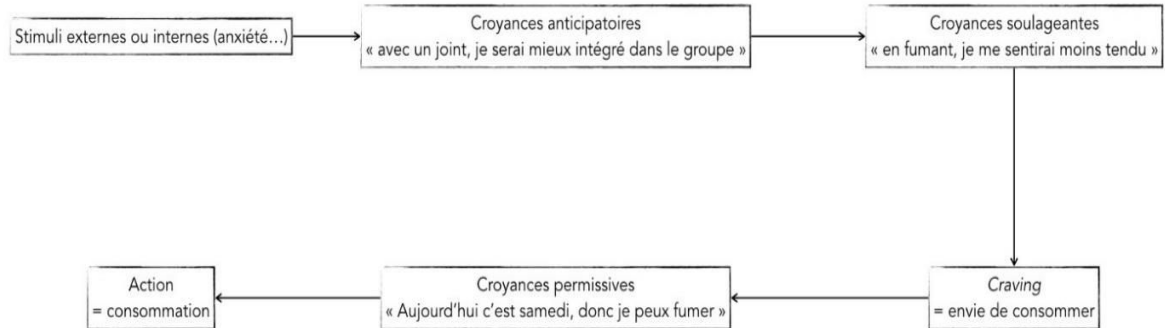 Stimuli externes ou internes (anxiété...)
Croyances anticipatoires
« avec un joint, je serai mieux intégré dans le groupe »
Croyances soulageantes
« en fumant, je me sentirai moins tendu »
Craving
= envie de consommer
Croyances permissives
« Aujourd'hui c'est samedi, donc je peux fumer »
Action
= consommation